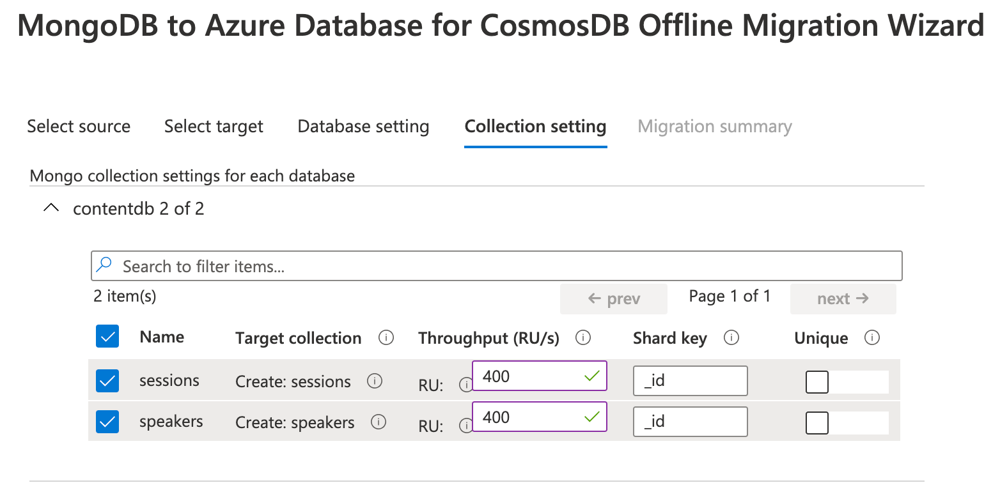 MongoDB to Azure Database for CosmosDB Offline Migration Wizard
Select source Select target Database setting Collection setting Migration summary
Mongo collection settings for each database
contentdb 2 of 2
Search to filter items...
2 item(s) ← prev Page 1 of 1 next →
Name Target collection Throughput (RU/s) Shard key Unique
sessions Create: sessions RU: 400 _id
speakers Create: speakers RU: 400 _id